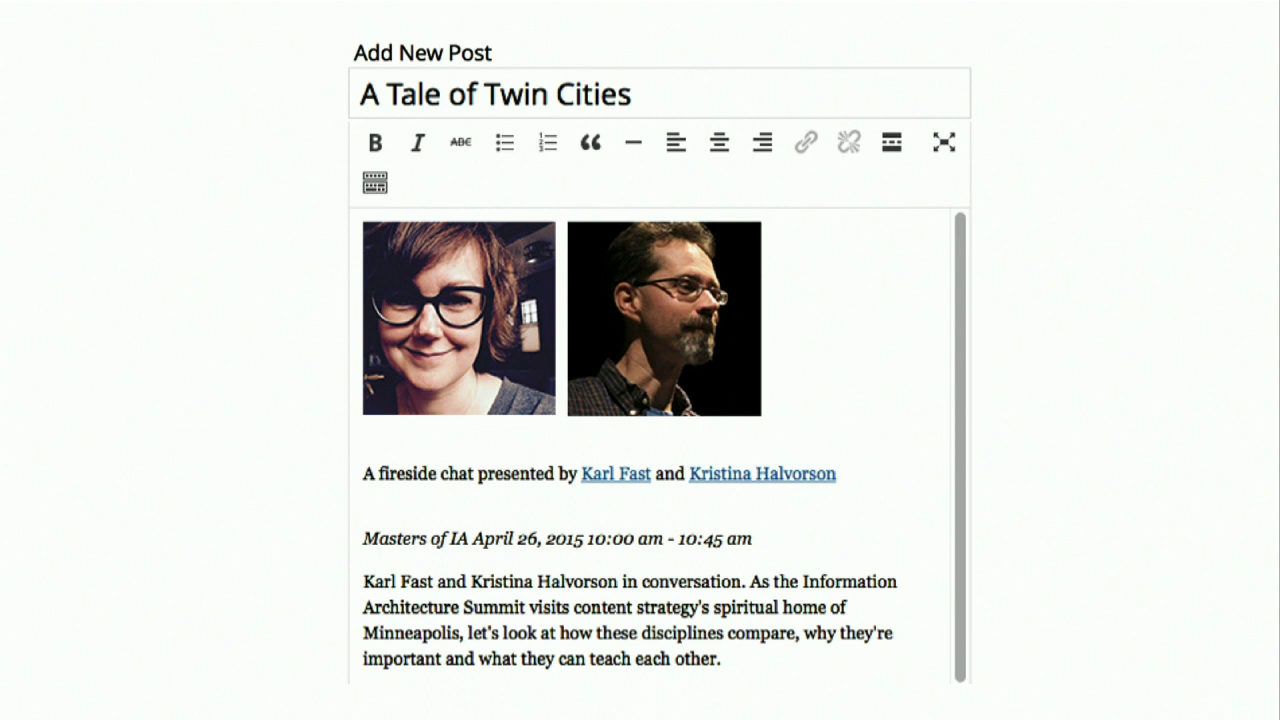 Add New Post
A Tale of Twin Cities
B I ABC
A fireside chat presented by Karl Fast and Kristina Halvorson
Masters of IA April 26, 2015 10:00 am - 10:45 am
Karl Fast and Kristina Halvorson in conversation. As the Information
Architecture Summit visits content strategy's spiritual home of
Minneapolis, let's look at how these disciplines compare, why they're
important and what they can teach each other.